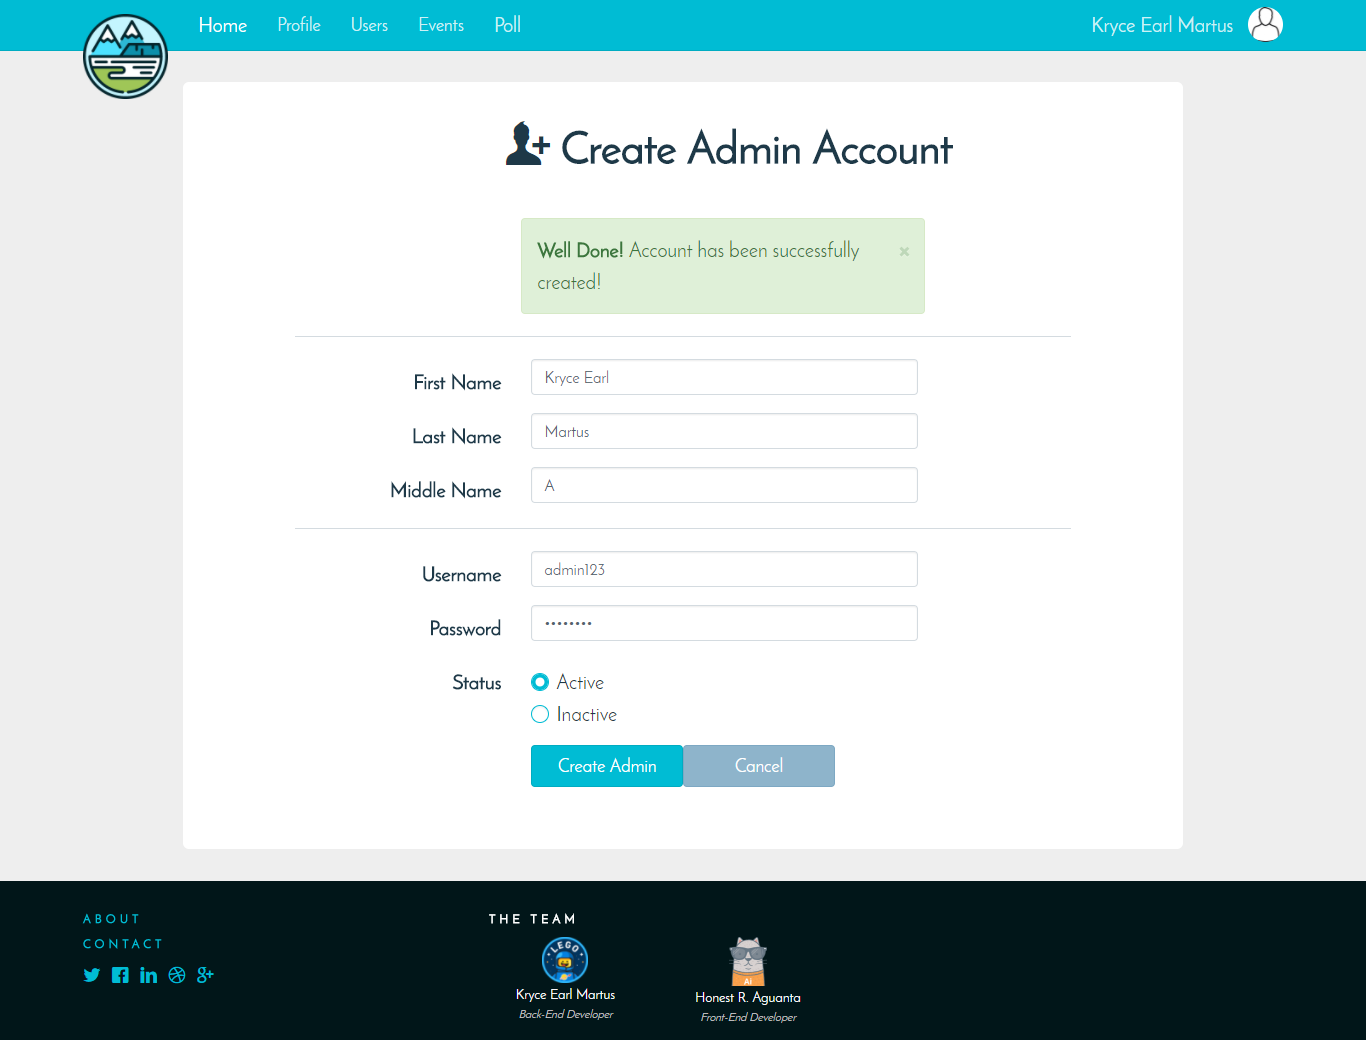 Home Profile Users Events Poll Kryce Earl Martus
Create Admin Account
Well Done! Account has been successfully ×
created!
First Name Kryce Earl
Last Name Martus
Middle Name A
Username admin123
Password ••••••••
Status Active
Inactive
Create Admin Cancel
ABOUT
CONTACT
THE TEAM
LEGO
Kryce Earl Martus
Back-End Developer
Ai
Honest R. Aguanta
Front-End Developer